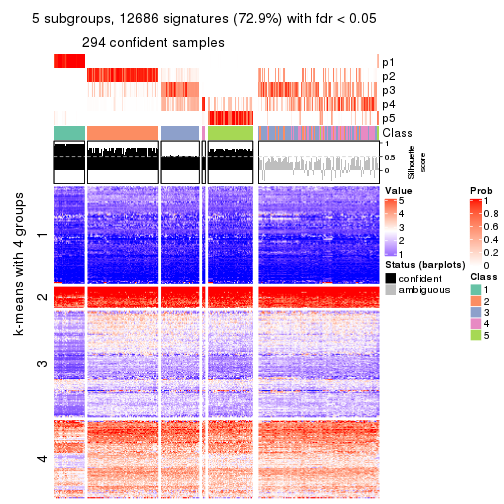 5 subgroups, 12686 signatures (72.9%) with fdr < 0.05
294 confident samples
p1
p2
p3
p4
p5
Class
1
0.5
0
Silhouette
score
k-means with 4 groups
1
2
3
4
Value
5
4
3
2
1
Status (barplots)
confident
ambiguous
Prob
1
0.8
0.6
0.4
0.2
0
Class
1
2
3
4
5